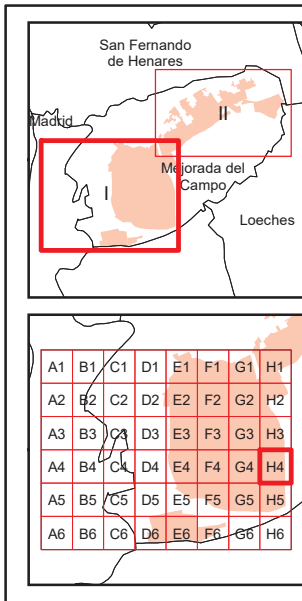 San Fernando
de Henares
II
Madrid
Mejorada del
Campo
I
Loeches
A1 B1 C1 D1 E1 F1 G1 H1
A2 B2 C2 D2 E2 F2 G2 H2
A3 B3 C3 D3 E3 F3 G3 H3
A4 B4 C4 D4 E4 F4 G4 H4
A5 B5 C5 D5 E5 F5 G5 H5
A6 B6 C6 D6 E6 F6 G6 H6